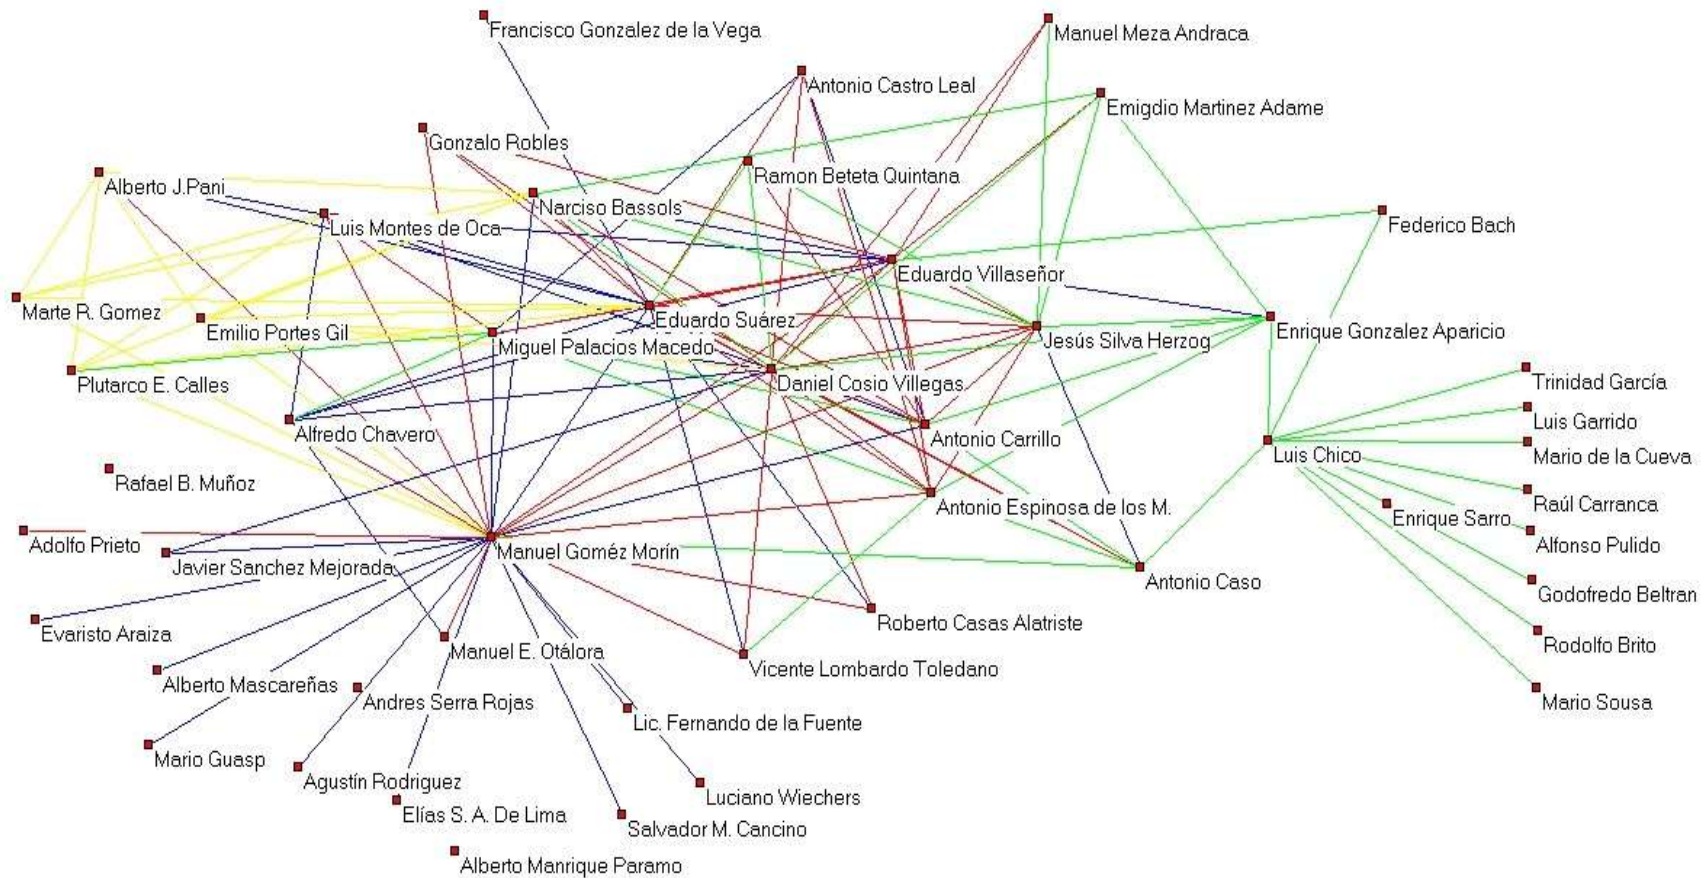 Francisco Gonzalez de la Vega
Manuel Meza Andraca
Antonio Castro Leal
Emigdio Martinez Adame
Gonzalo Robles
Ramon Beteta Quintana
Alberto J.Pani
Narciso Bassols
Luis Montes de Oca
Federico Bach
Eduardo Villaseñor
Marte R. Gomez
Eduardo Suárez
Emilio Portes Gil
Enrique Gonzalez Aparicio
Jesús Silva Herzog
Miguel Palacios Macedo
Plutarco E. Calles
Daniel Cosio Villegas
Trinidad García
Luis Garrido
Alfredo Chavero
Antonio Carrillo
Luis Chico
Mario de la Cueva
Rafael B. Muñoz
Raúl Carranca
Antonio Espinosa de los M.
Enrique Sarro
Adolfo Prieto
Alfonso Pulido
Manuel Goméz Morín
Javier Sanchez Mejorada
Antonio Caso
Godofredo Beltran
Roberto Casas Alatriste
Evaristo Araiza
Rodolfo Brito
Manuel E. Otálora
Vicente Lombardo Toledano
Alberto Mascareñas
Andres Serra Rojas
Mario Sousa
Lic. Fernando de la Fuente
Mario Guasp
Agustín Rodriguez
Luciano Wiechers
Elías S. A. De Lima
Salvador M. Cancino
Alberto Manrique Paramo